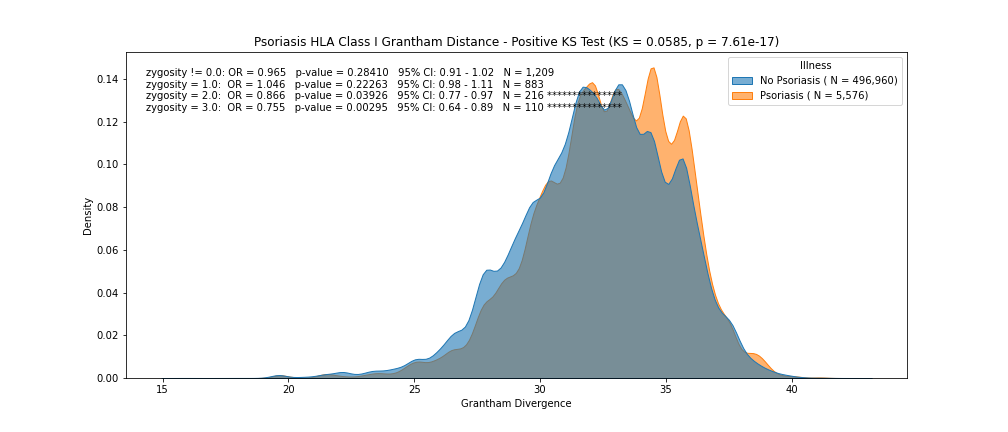 Psoriasis HLA Class I Grantham Distance - Positive KS Test (KS = 0.0585, p = 7.61e-17)
zygosity != 0.0: OR = 0.965 p-value = 0.28410 95% CI: 0.91 - 1.02 N = 1,209
zygosity = 1.0: OR = 1.046 p-value = 0.22263 95% CI: 0.98 - 1.11 N = 883
zygosity = 2.0: OR = 0.866 p-value = 0.03926 95% CI: 0.77 - 0.97 N = 216 ***************
zygosity = 3.0: OR = 0.755 p-value = 0.00295 95% CI: 0.64 - 0.89 N = 110 ***************
Illness
No Psoriasis ( N = 496,960)
Psoriasis ( N = 5,576)
Density
0.14
0.12
0.10
0.08
0.06
0.04
0.02
0.00
15
20
25
30
35
40
Grantham Divergence